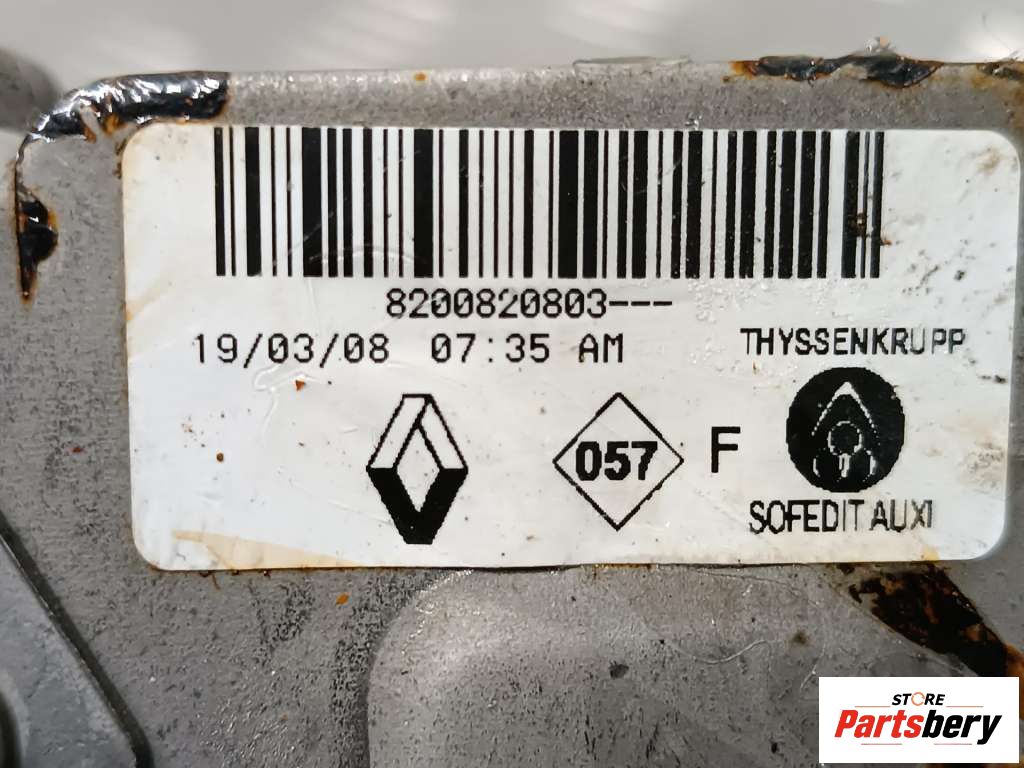 8200820803---
19/03/08 07:35 AM
THYSSENKRUPP
057 F
SOFEDIT AUXI
STORE
Partsbery